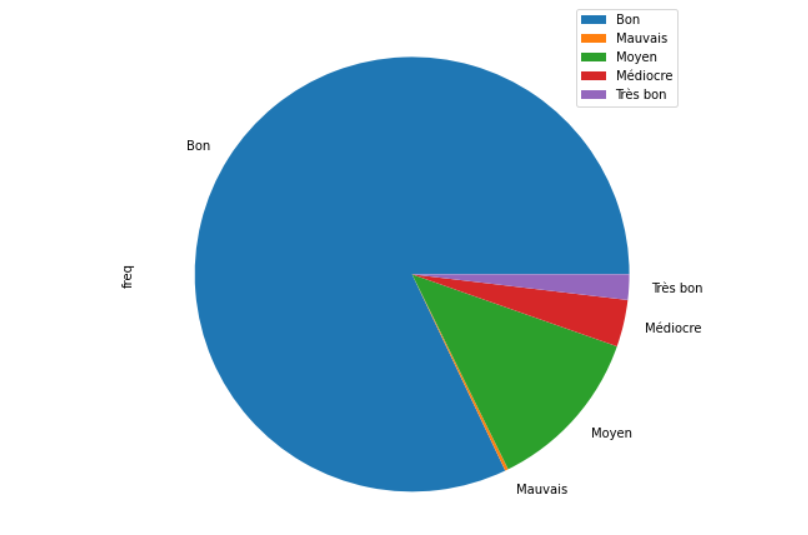 Bon
Mauvais
Moyen
Médiocre
Très bon
Bon
freq
Très bon
Médiocre
Moyen
Mauvais